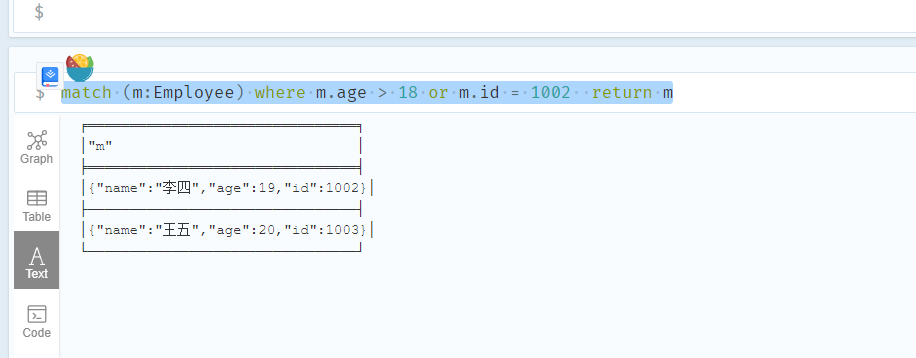 $
$ match (m:Employee) where m.age > 18 or m.id = 1002  return m
"m"
{"name":"李四","age":19,"id":1002}
{"name":"王五","age":20,"id":1003}
Graph
Table
Text
Code